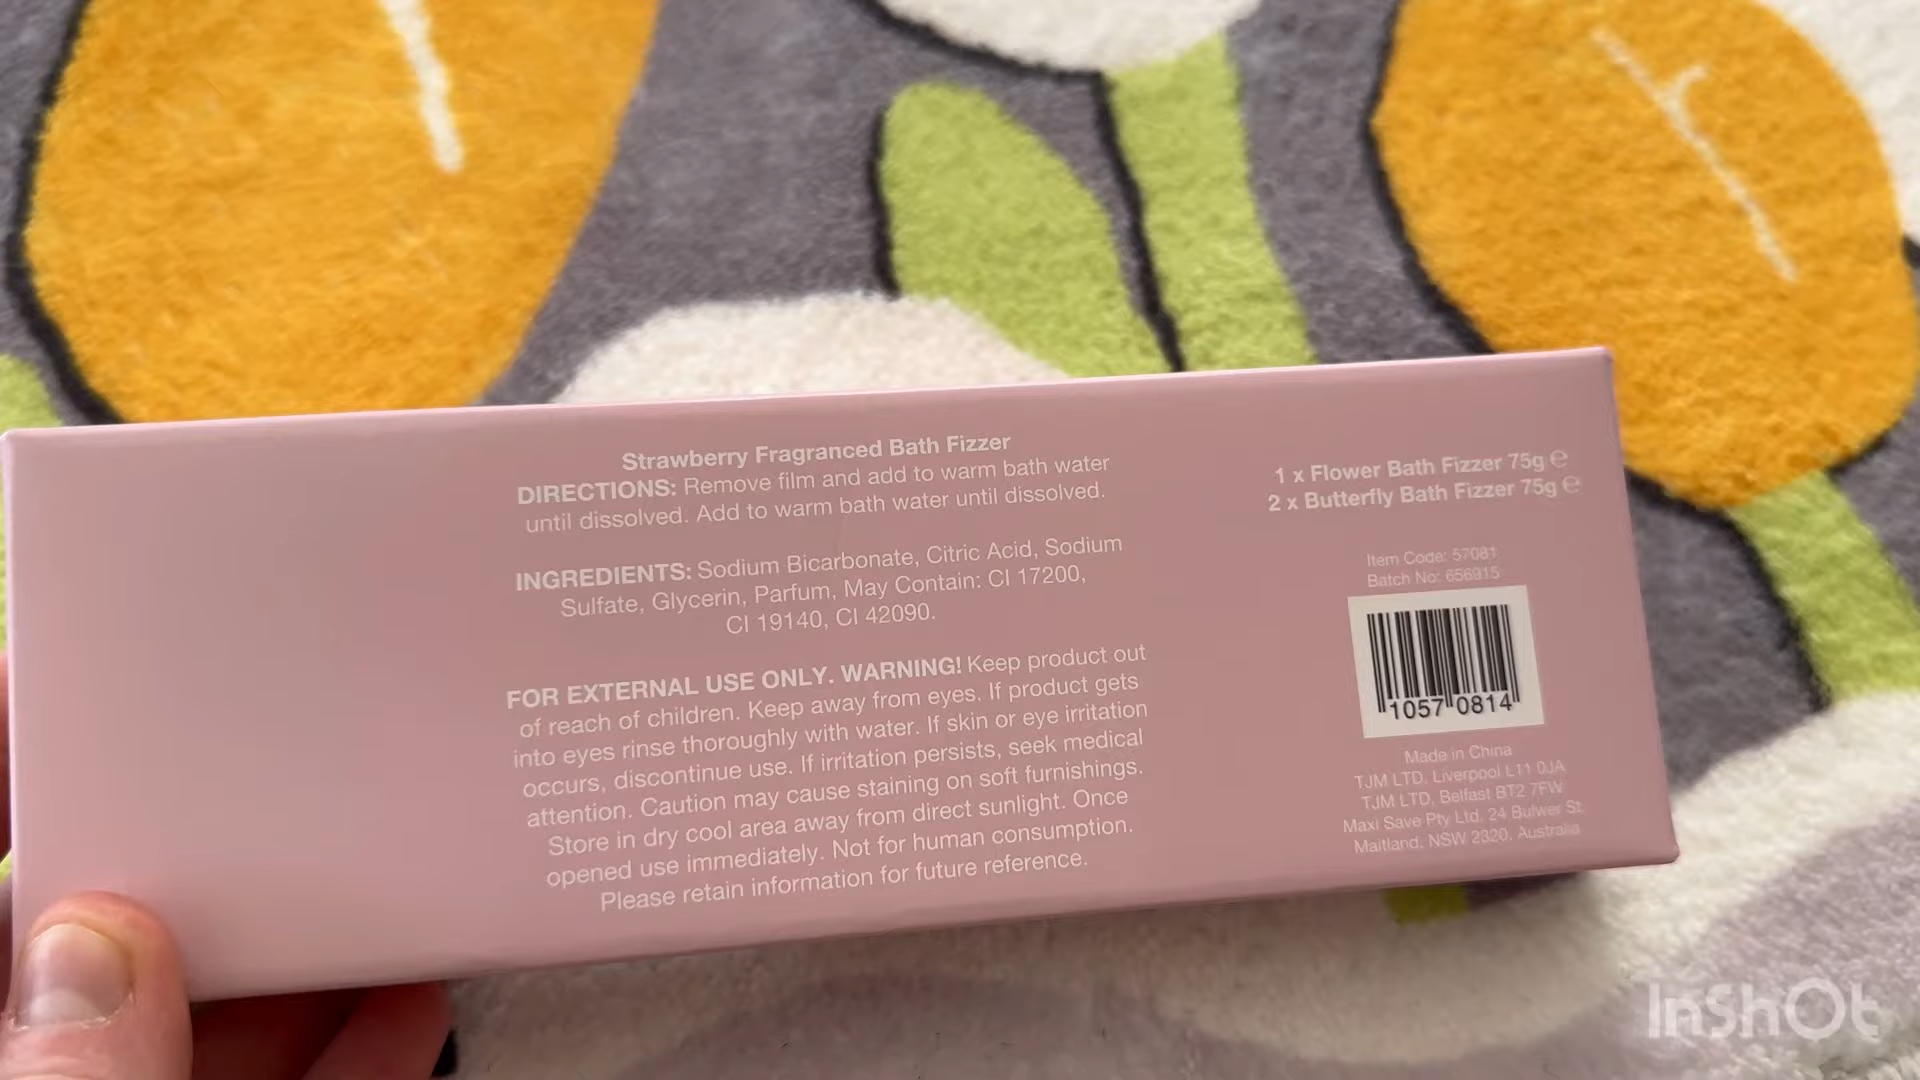 Strawberry Fragranced Bath Fizzer
DIRECTIONS: Remove film and add to warm bath water
until dissolved. Add to warm bath water until dissolved.
INGREDIENTS: Sodium Bicarbonate, Citric Acid, Sodium
Sulfate, Glycerin, Parfum, May Contain: CI 17200,
CI 19140, CI 42090.
FOR EXTERNAL USE ONLY. WARNING! Keep product out
of reach of children. Keep away from eyes. If product gets
into eyes rinse thoroughly with water. If skin or eye irritation
occurs, discontinue use. If irritation persists, seek medical
attention. Caution may cause staining on soft furnishings.
Store in dry cool area away from direct sunlight. Once
opened use immediately. Not for human consumption.
Please retain information for future reference.
1 x Flower Bath Fizzer 75g ℮
2 x Butterfly Bath Fizzer 75g ℮
Item Code: 57081
Batch No: 656915
1057 0814
Made in China
TJM LTD, Liverpool L11 0JA
TJM LTD, Belfast BT2 7FW
Maxi Save Pty Ltd, 24 Bulwer St,
Maitland, NSW 2320, Australia
InShOt